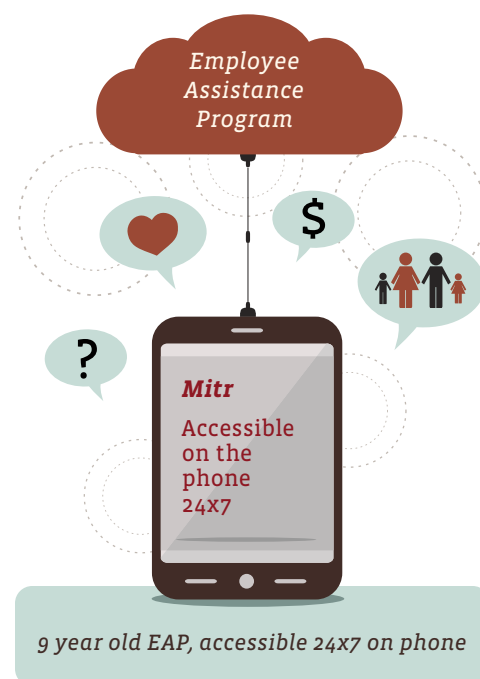 Employee
Assistance
Program
$
?
Mitr
Accessible
on the
phone
24x7
9 year old EAP, accessible 24x7 on phone